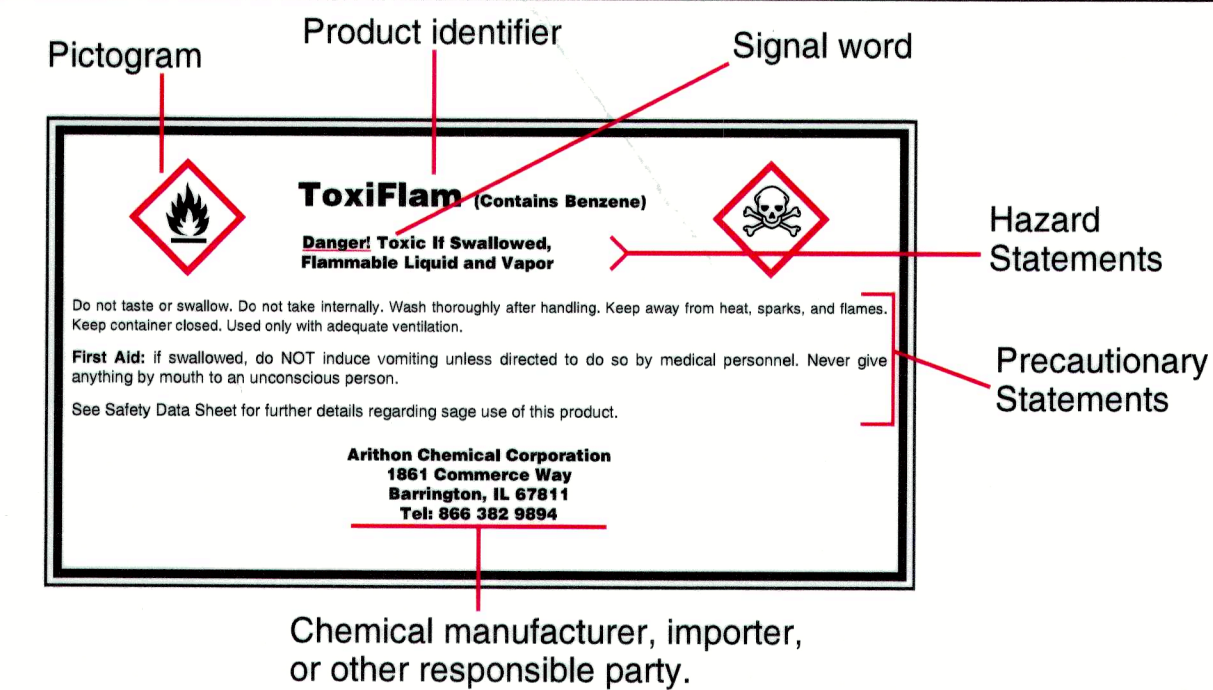 Pictogram
Product identifier
Signal word
ToxiFlam (Contains Benzene)
Danger! Toxic If Swallowed,
Flammable Liquid and Vapor
Hazard
Statements
Do not taste or swallow. Do not take internally. Wash thoroughly after handling. Keep away from heat, sparks, and flames.
Keep container closed. Used only with adequate ventilation.
First Aid: if swallowed, do NOT induce vomiting unless directed to do so by medical personnel. Never give
anything by mouth to an unconscious person.
See Safety Data Sheet for further details regarding sage use of this product.
Precautionary
Statements
Arithon Chemical Corporation
1861 Commerce Way
Barrington, IL 67811
Tel: 866 382 9894
Chemical manufacturer, importer,
or other responsible party.